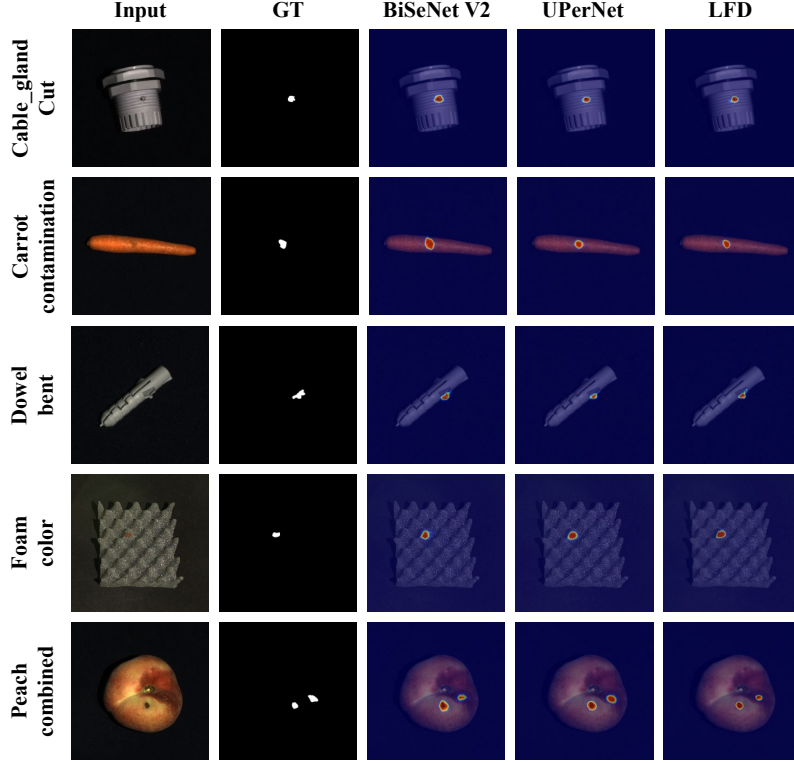 Input GT BiSeNet V2 UPerNet LFD
Cable_gland
Cut
Carrot
contamination
Dowel
bent
Foam
color
Peach
combined